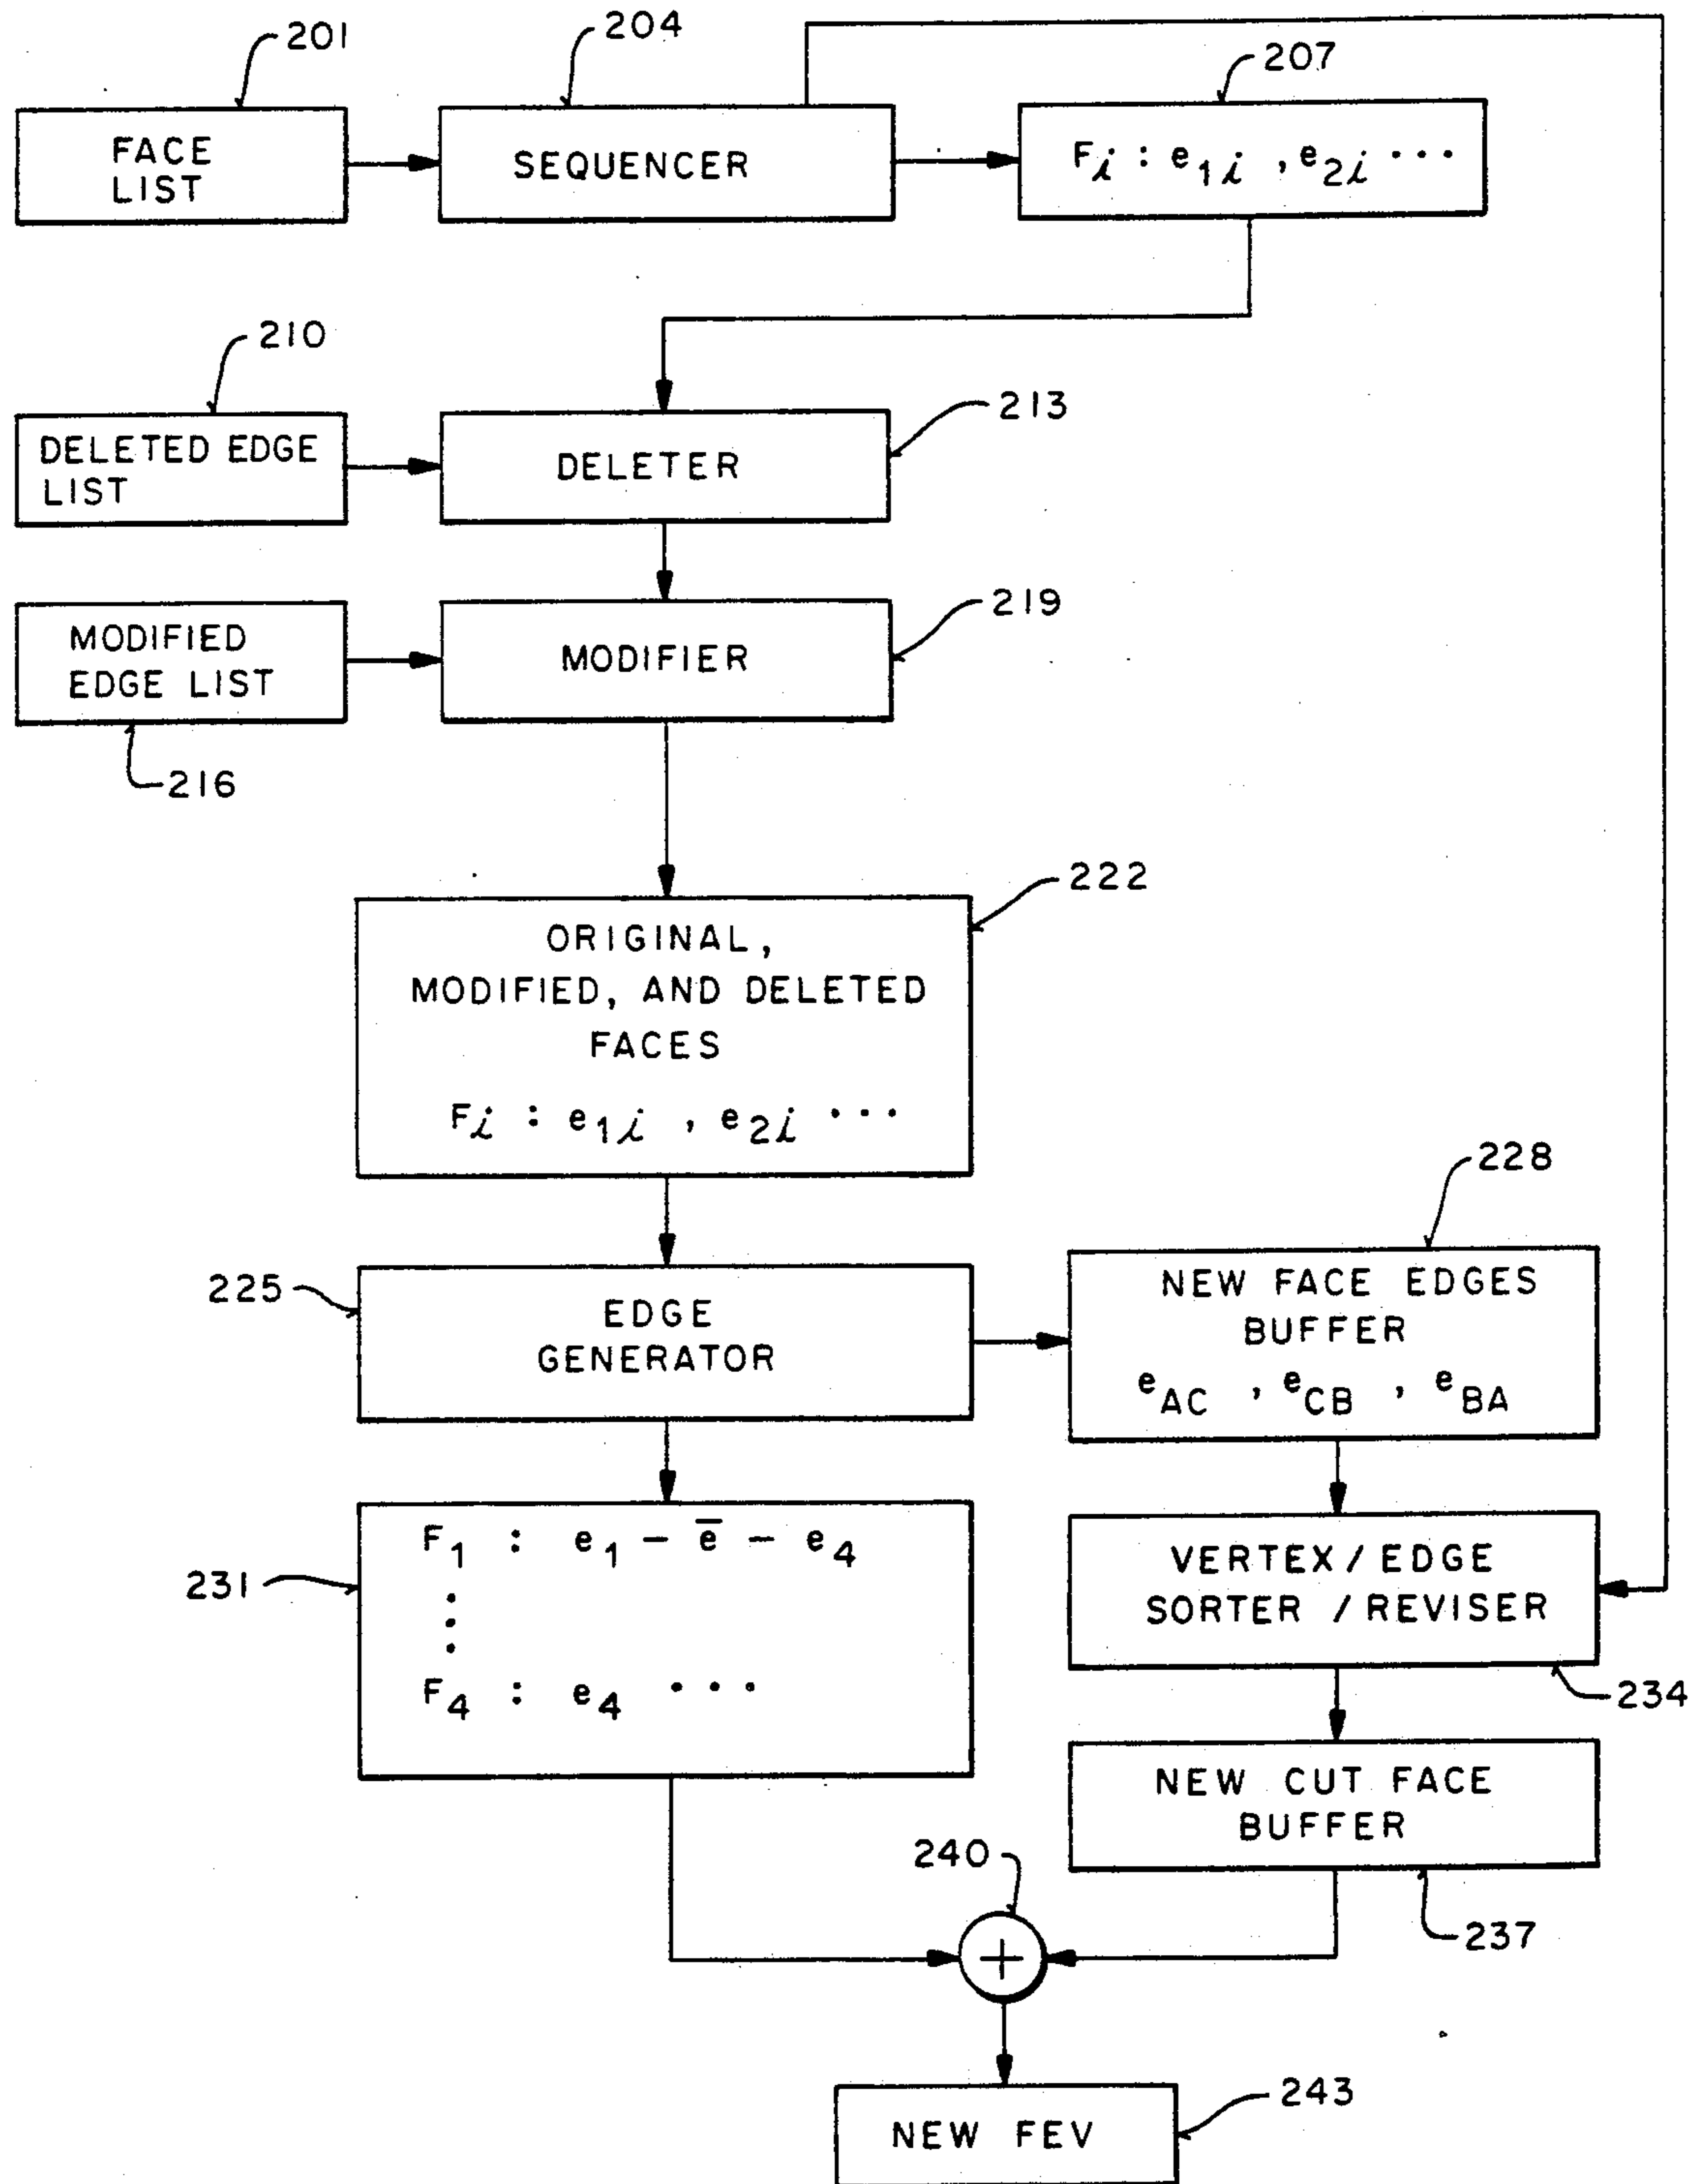 201
204
207
FACE
LIST
SEQUENCER
Fi : e1i , e2i ···
210
213
DELETED EDGE
LIST
DELETER
219
MODIFIED
EDGE LIST
MODIFIER
216
222
ORIGINAL,
MODIFIED, AND DELETED
FACES
Fi : e1i , e2i ···
228
225
EDGE
GENERATOR
NEW FACE EDGES
BUFFER
eAC , eCB , eBA
231
F1 : e1 – e̅ – e4
⋮
F4 : e4 ···
VERTEX / EDGE
SORTER / REVISER
234
NEW CUT FACE
BUFFER
237
240
+
243
NEW FEV